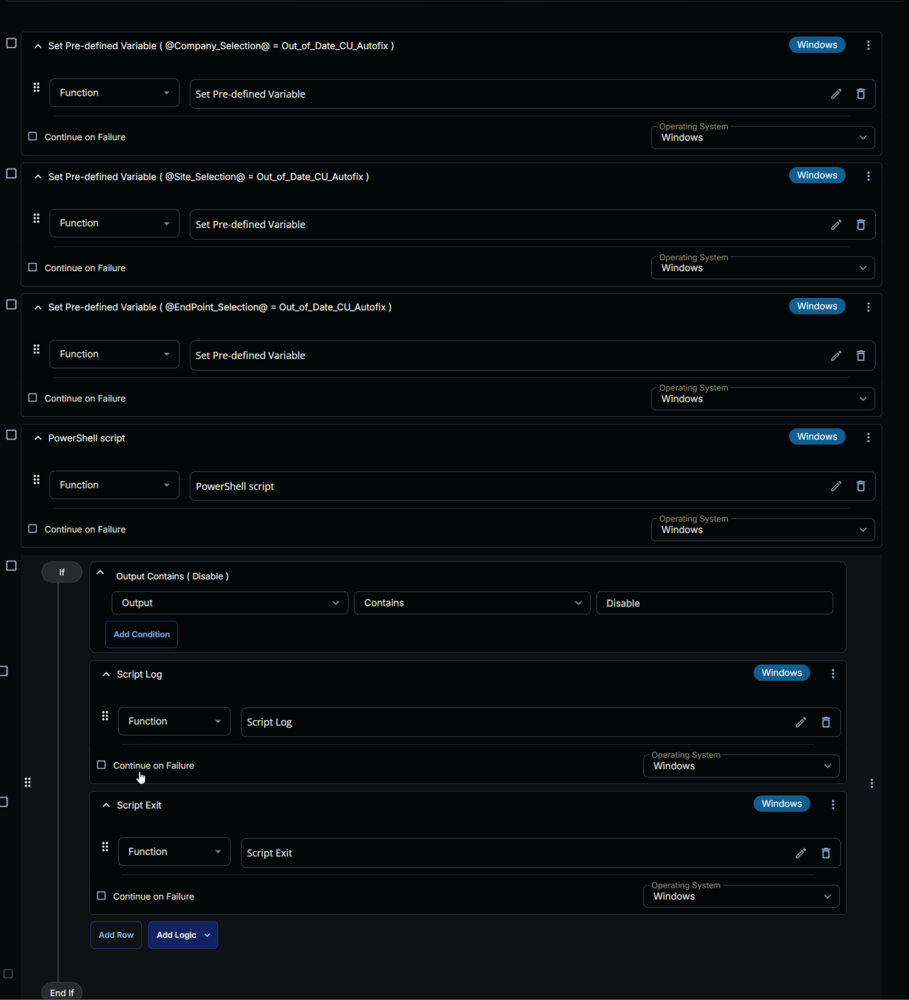 Set Pre-defined Variable ( @Company_Selection@ = Out_of_Date_CU_Autofix )
Windows
Function
Set Pre-defined Variable
Continue on Failure
Operating System
Windows
Set Pre-defined Variable ( @Site_Selection@ = Out_of_Date_CU_Autofix )
Windows
Function
Set Pre-defined Variable
Continue on Failure
Operating System
Windows
Set Pre-defined Variable ( @EndPoint_Selection@ = Out_of_Date_CU_Autofix )
Windows
Function
Set Pre-defined Variable
Continue on Failure
Operating System
Windows
PowerShell script
Windows
Function
PowerShell script
Continue on Failure
Operating System
Windows
If
Output Contains ( Disable )
Output
Contains
Disable
Add Condition
Script Log
Windows
Function
Script Log
Continue on Failure
Operating System
Windows
Script Exit
Windows
Function
Script Exit
Continue on Failure
Operating System
Windows
Add Row
Add Logic
End If